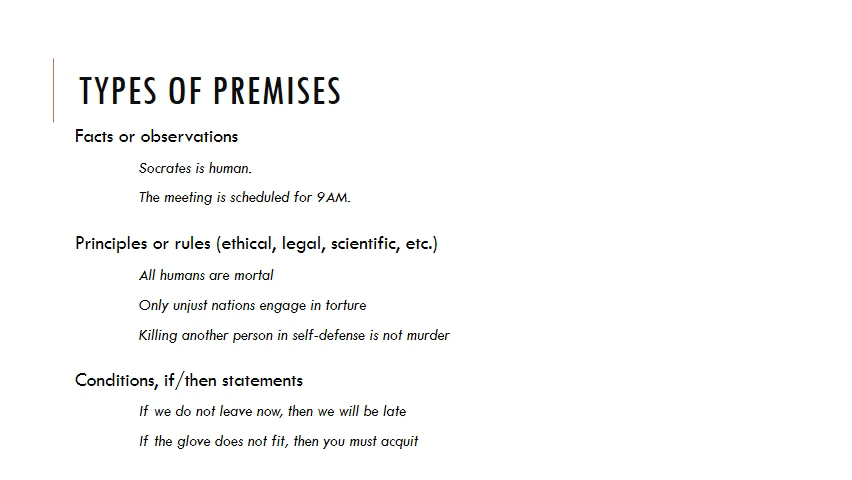 TYPES OF PREMISES
Facts or observations
Socrates is human.
The meeting is scheduled for 9AM.
Principles or rules (ethical, legal, scientific, etc.)
All humans are mortal
Only unjust nations engage in torture
Killing another person in self-defense is not murder
Conditions, if/then statements
If we do not leave now, then we will be late
If the glove does not fit, then you must acquit